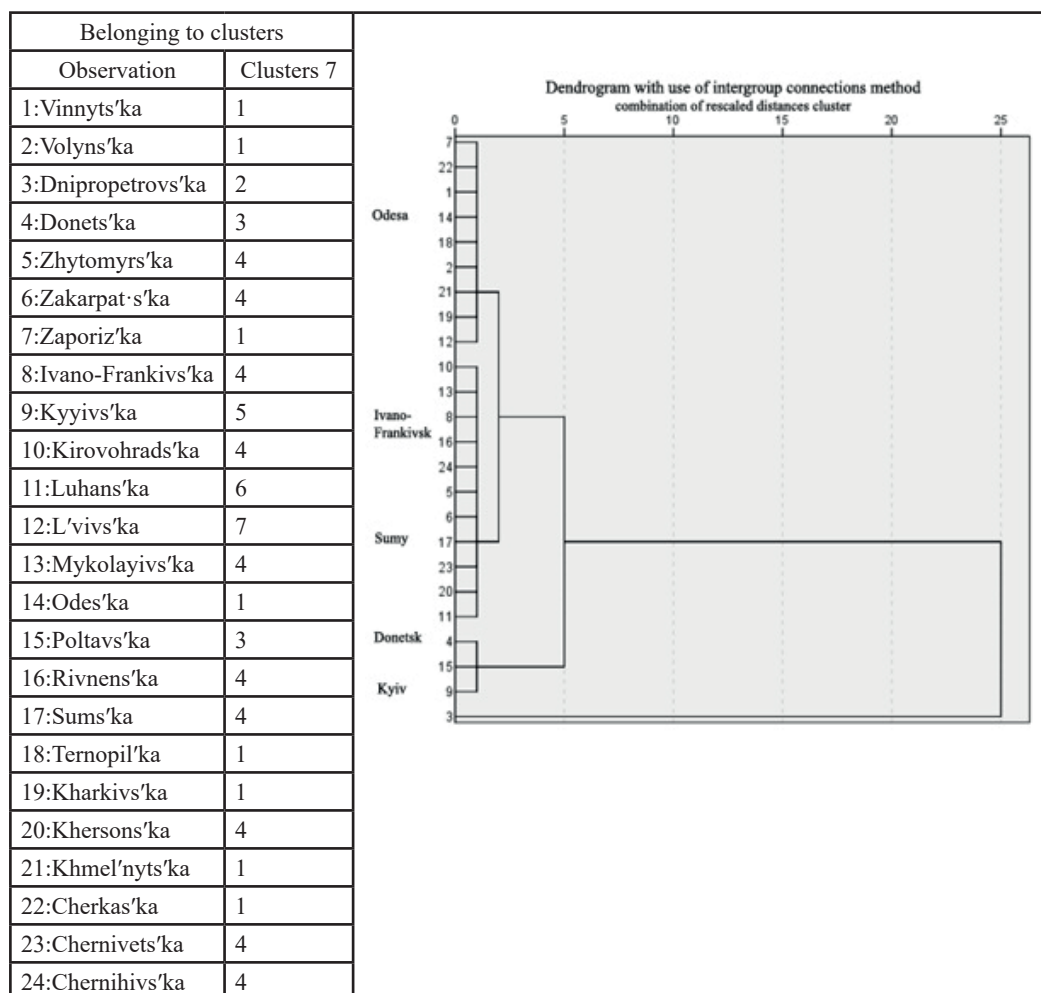 Belonging to clusters
Observation Clusters 7
1:Vinnyts'ka 1
2:Volyns'ka 1
3:Dnipropetrovs'ka 2
4:Donets'ka 3
5:Zhytomyrs'ka 4
6:Zakarpat·s'ka 4
7:Zaporiz'ka 1
8:Ivano-Frankivs'ka 4
9:Kyyivs'ka 5
10:Kirovohrads'ka 4
11:Luhans'ka 6
12:L'vivs'ka 7
13:Mykolayivs'ka 4
14:Odes'ka 1
15:Poltavs'ka 3
16:Rivnens'ka 4
17:Sums'ka 4
18:Ternopil'ka 1
19:Kharkivs'ka 1
20:Khersons'ka 4
21:Khmel'nyts'ka 1
22:Cherkas'ka 1
23:Chernivets'ka 4
24:Chernihivs'ka 4
Dendrogram with use of intergroup connections method
combination of rescaled distances cluster
0 5 10 15 20 25
7
22
1
Odesa 14
18
2
21
19
12
10
13
Ivano- 8
Frankivsk 16
24
5
6
Sumy 17
23
20
11
Donetsk 4
15
Kyiv 9
3